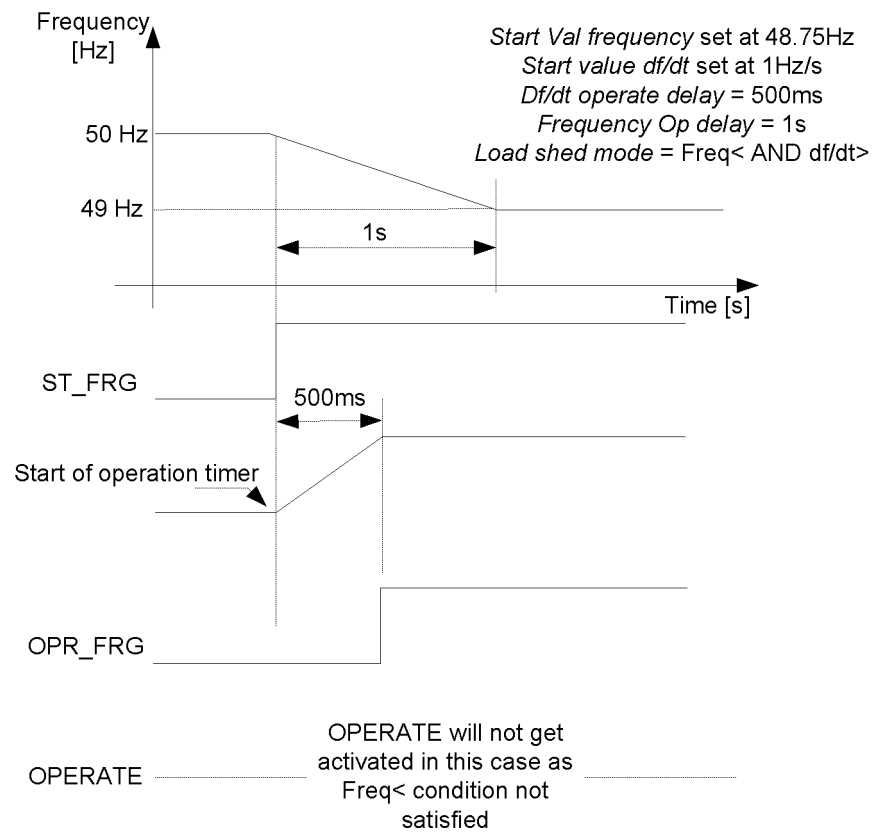 Frequency
[Hz]
Start Val frequency set at 48.75Hz
Start value df/dt set at 1Hz/s
Df/dt operate delay = 500ms
Frequency Op delay = 1s
Load shed mode = Freq< AND df/dt>
50 Hz
49 Hz
1s
Time [s]
ST_FRG
500ms
Start of operation timer
OPR_FRG
OPERATE will not get
activated in this case as
Freq< condition not
satisfied
OPERATE